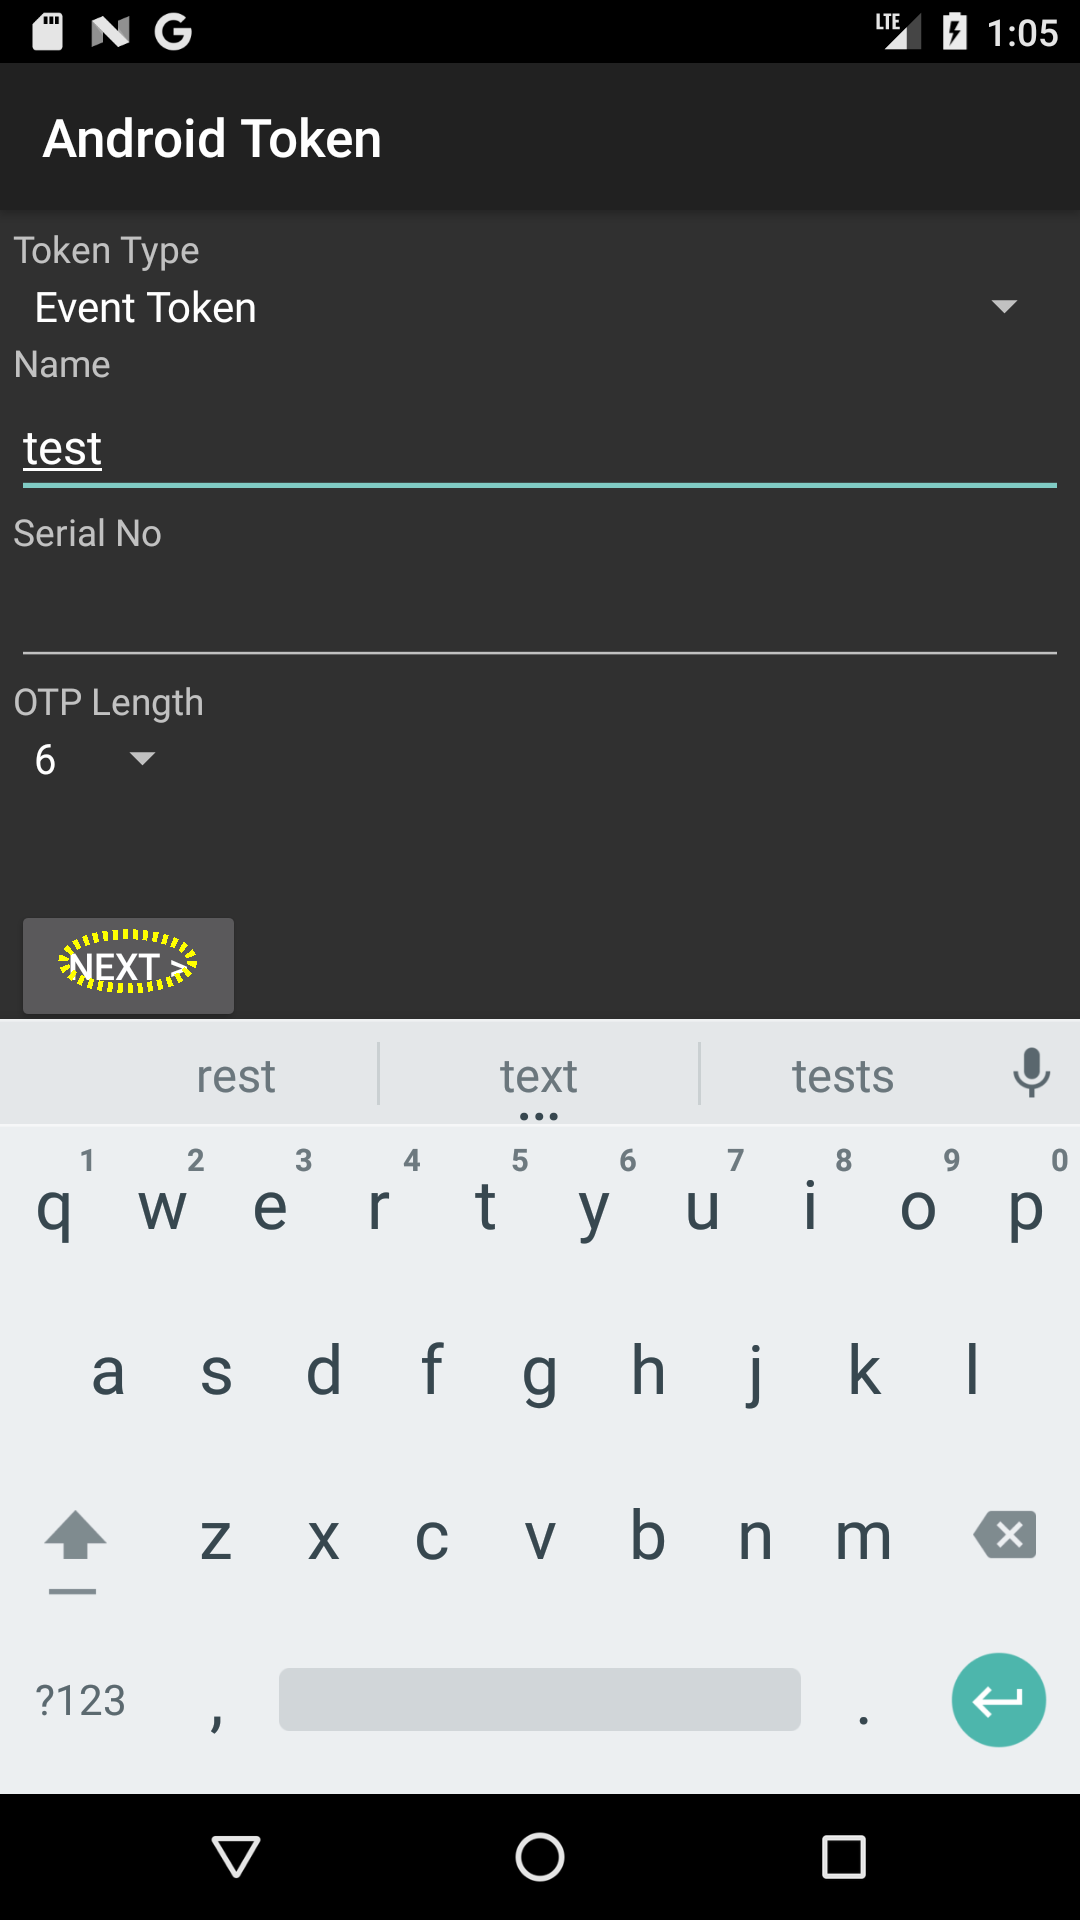 LTE 1:05
Android Token
Token Type
Event Token
Name
test
Serial No
OTP Length
6
NEXT >
rest text tests
1 2 3 4 5 6 7 8 9 0
q w e r t y u i o p
a s d f g h j k l
z x c v b n m
?123 , .